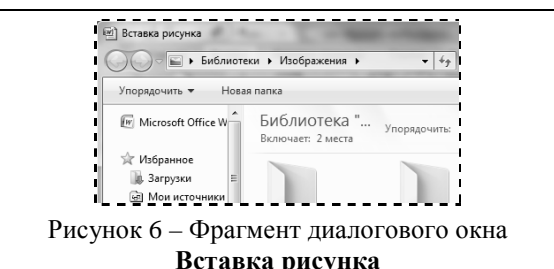 Вставка рисунка
Библиотеки Изображения
Упорядочить Новая папка
Microsoft Office W
Избранное
Загрузки
Мои источники
Библиотека "...
Включает: 2 места
Упорядочить:
Рисунок 6 – Фрагмент диалогового окна
Вставка рисунка